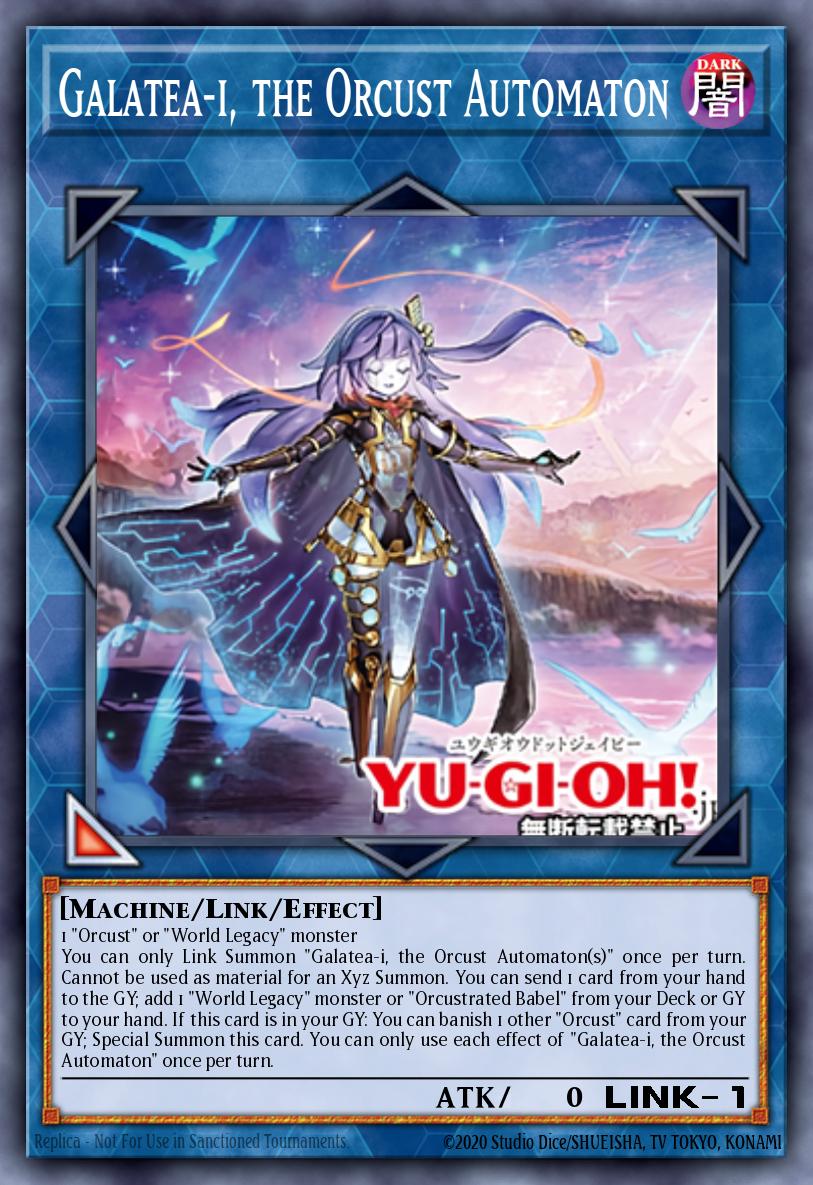 Galatea-i, the Orcust Automaton
DARK
闇
ユウギオウドットジェイピー
YU-GI-OH!
.jp
無断転載禁止
[Machine/Link/Effect]
1 "Orcust" or "World Legacy" monster
You can only Link Summon "Galatea-i, the Orcust Automaton(s)" once per turn.
Cannot be used as material for an Xyz Summon. You can send 1 card from your hand
to the GY; add 1 "World Legacy" monster or "Orcustrated Babel" from your Deck or GY
to your hand. If this card is in your GY: You can banish 1 other "Orcust" card from your
GY; Special Summon this card. You can only use each effect of "Galatea-i, the Orcust
Automaton" once per turn.
ATK/ 0 LINK-1
Replica - Not For Use in Sanctioned Tournaments.
©2020 Studio Dice/SHUEISHA, TV TOKYO, KONAMI